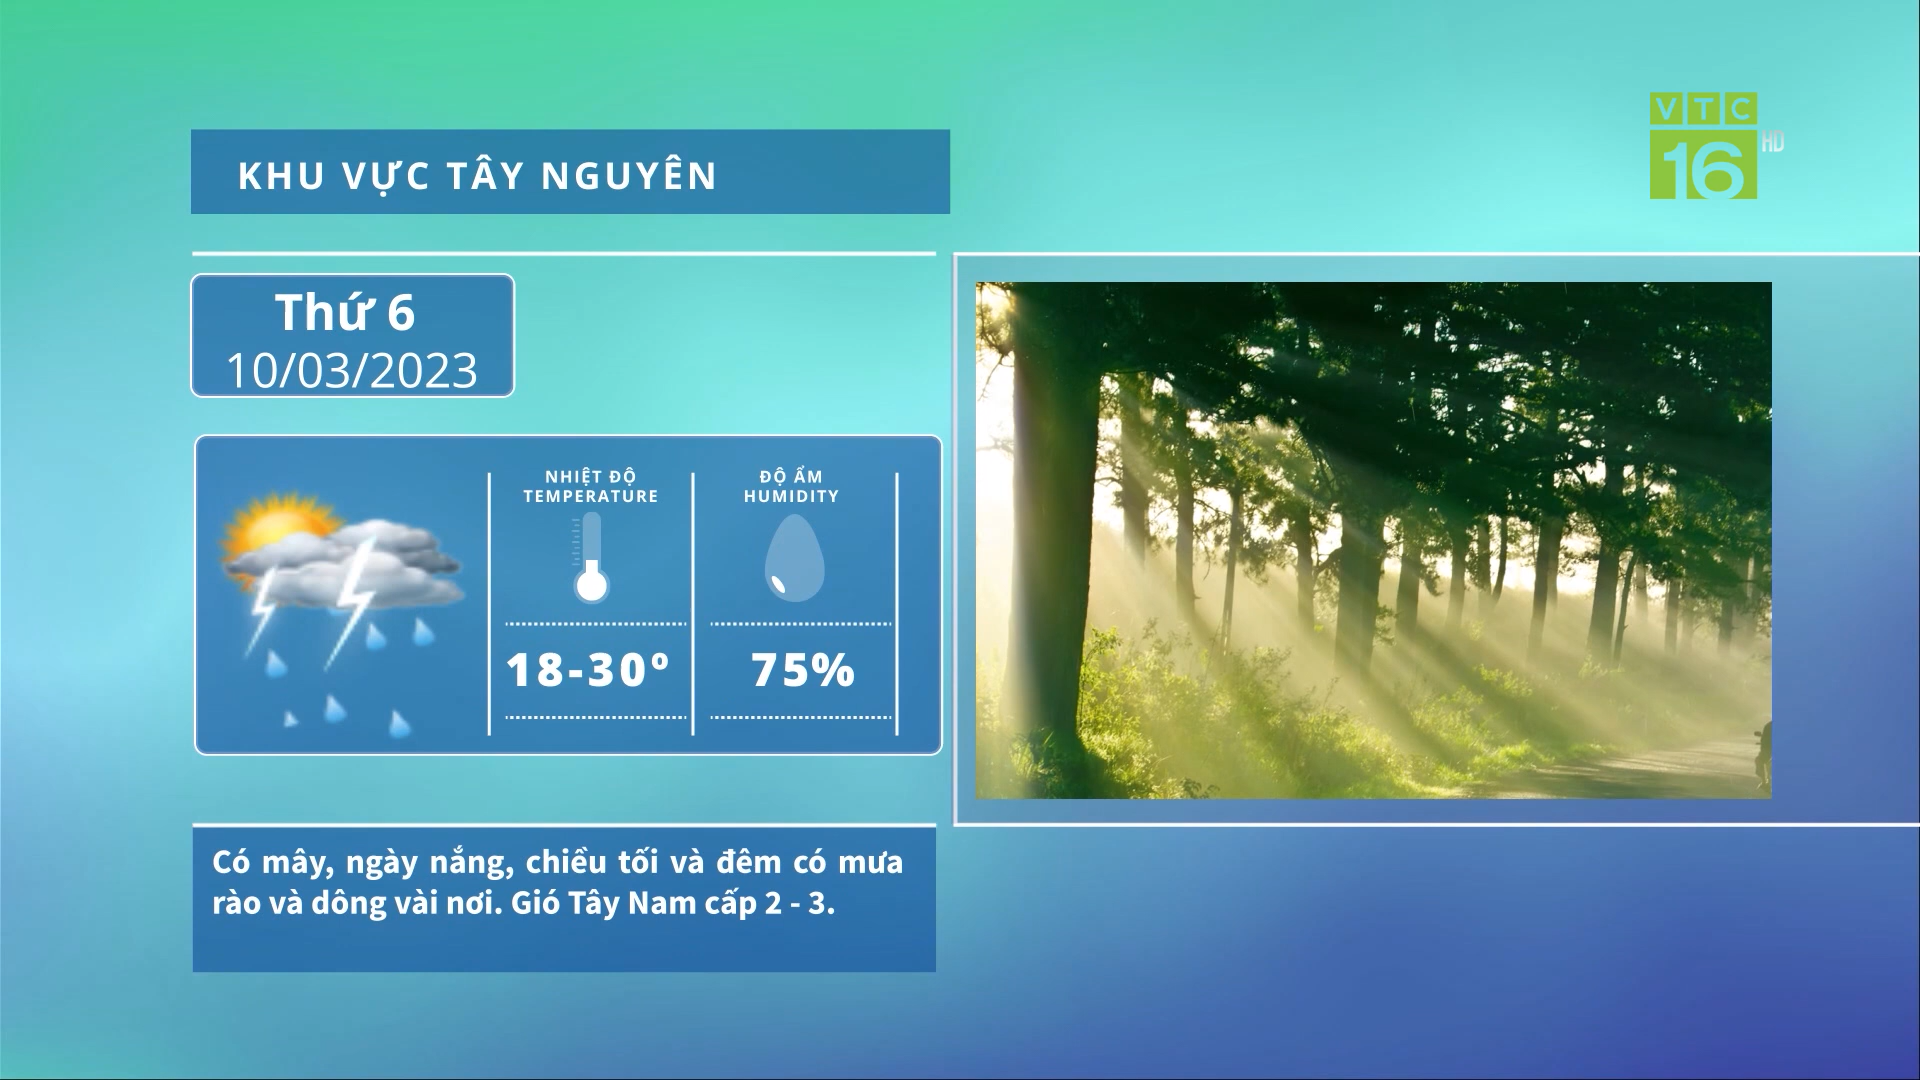 VTC
16 HD
KHU VỰC TÂY NGUYÊN
Thứ 6
10/03/2023
NHIỆT ĐỘ
TEMPERATURE
18-30º
ĐỘ ẨM
HUMIDITY
75%
Có mây, ngày nắng, chiều tối và đêm có mưa
rào và dông vài nơi. Gió Tây Nam cấp 2 - 3.